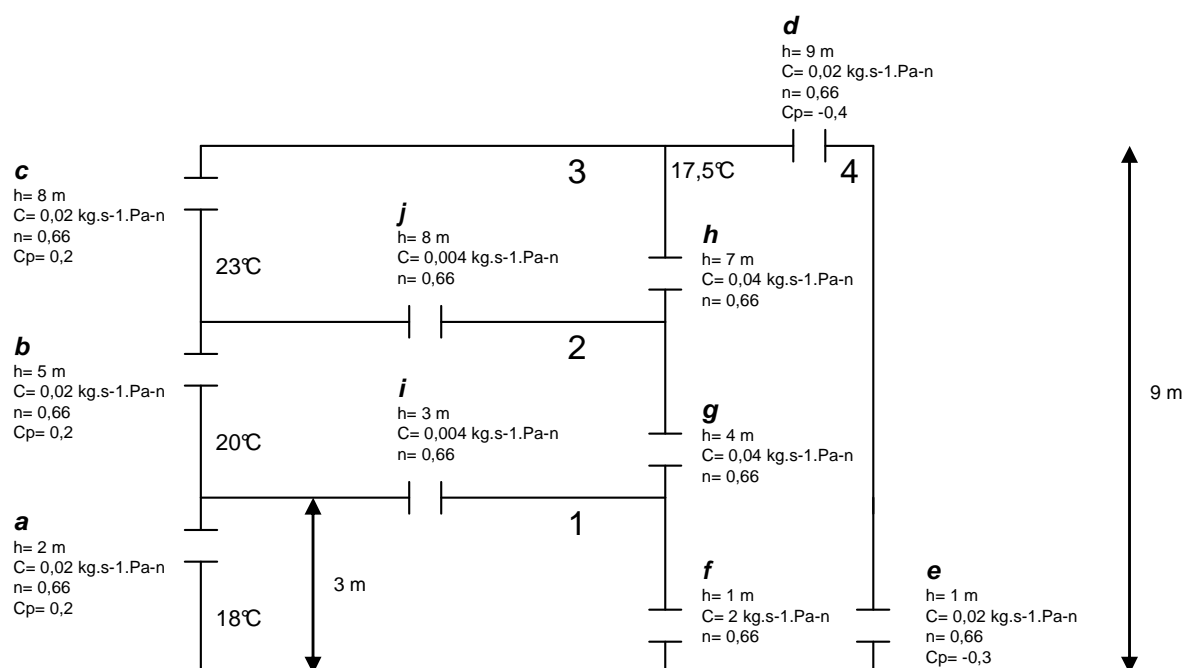 d
h= 9 m
C= 0,02 kg.s-1.Pa-n
n= 0,66
Cp= -0,4
c
h= 8 m
C= 0,02 kg.s-1.Pa-n
n= 0,66
Cp= 0,2
3
17,5°C
4
j
h= 8 m
C= 0,004 kg.s-1.Pa-n
n= 0,66
h
h= 7 m
C= 0,04 kg.s-1.Pa-n
n= 0,66
23°C
b
h= 5 m
C= 0,02 kg.s-1.Pa-n
n= 0,66
Cp= 0,2
2
i
h= 3 m
C= 0,004 kg.s-1.Pa-n
n= 0,66
g
h= 4 m
C= 0,04 kg.s-1.Pa-n
n= 0,66
9 m
20°C
a
h= 2 m
C= 0,02 kg.s-1.Pa-n
n= 0,66
Cp= 0,2
1
3 m
18°C
f
h= 1 m
C= 2 kg.s-1.Pa-n
n= 0,66
e
h= 1 m
C= 0,02 kg.s-1.Pa-n
n= 0,66
Cp= -0,3